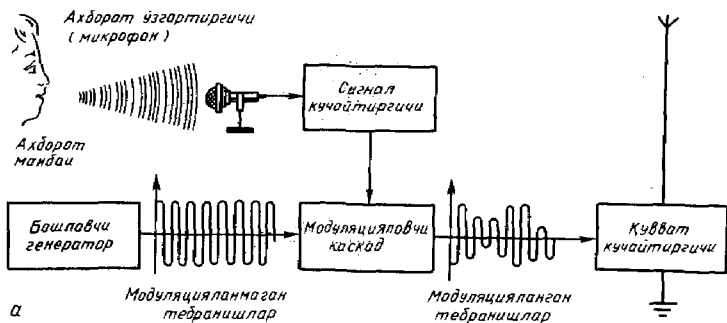 Ахборот ўзгартиргичи
(микрофон)
Сигнал
кучайтиргичи
Ахборот
манбаи
Бошловчи
генератор
Модуляцияловчи
каскад
Қувват
кучайтиргичи
Модуляцияланмаган
тебранишлар
Модуляцияланган
тебранишлар
а